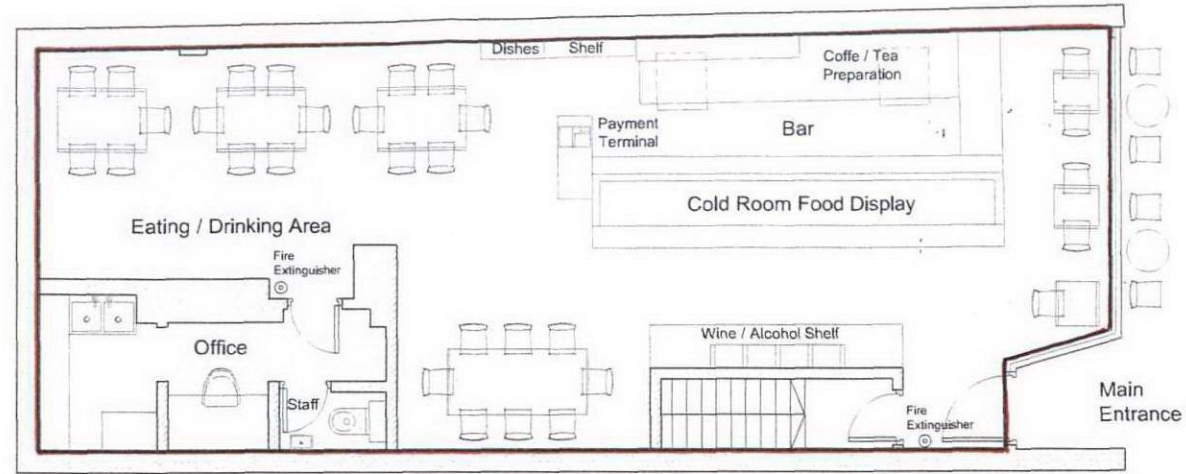 Dishes Shelf
Coffe / Tea
Preparation
Payment
Terminal
Bar
Cold Room Food Display
Eating / Drinking Area
Fire
Extinguisher
Wine / Alcohol Shelf
Office
Staff
Fire
Extinguisher
Main
Entrance